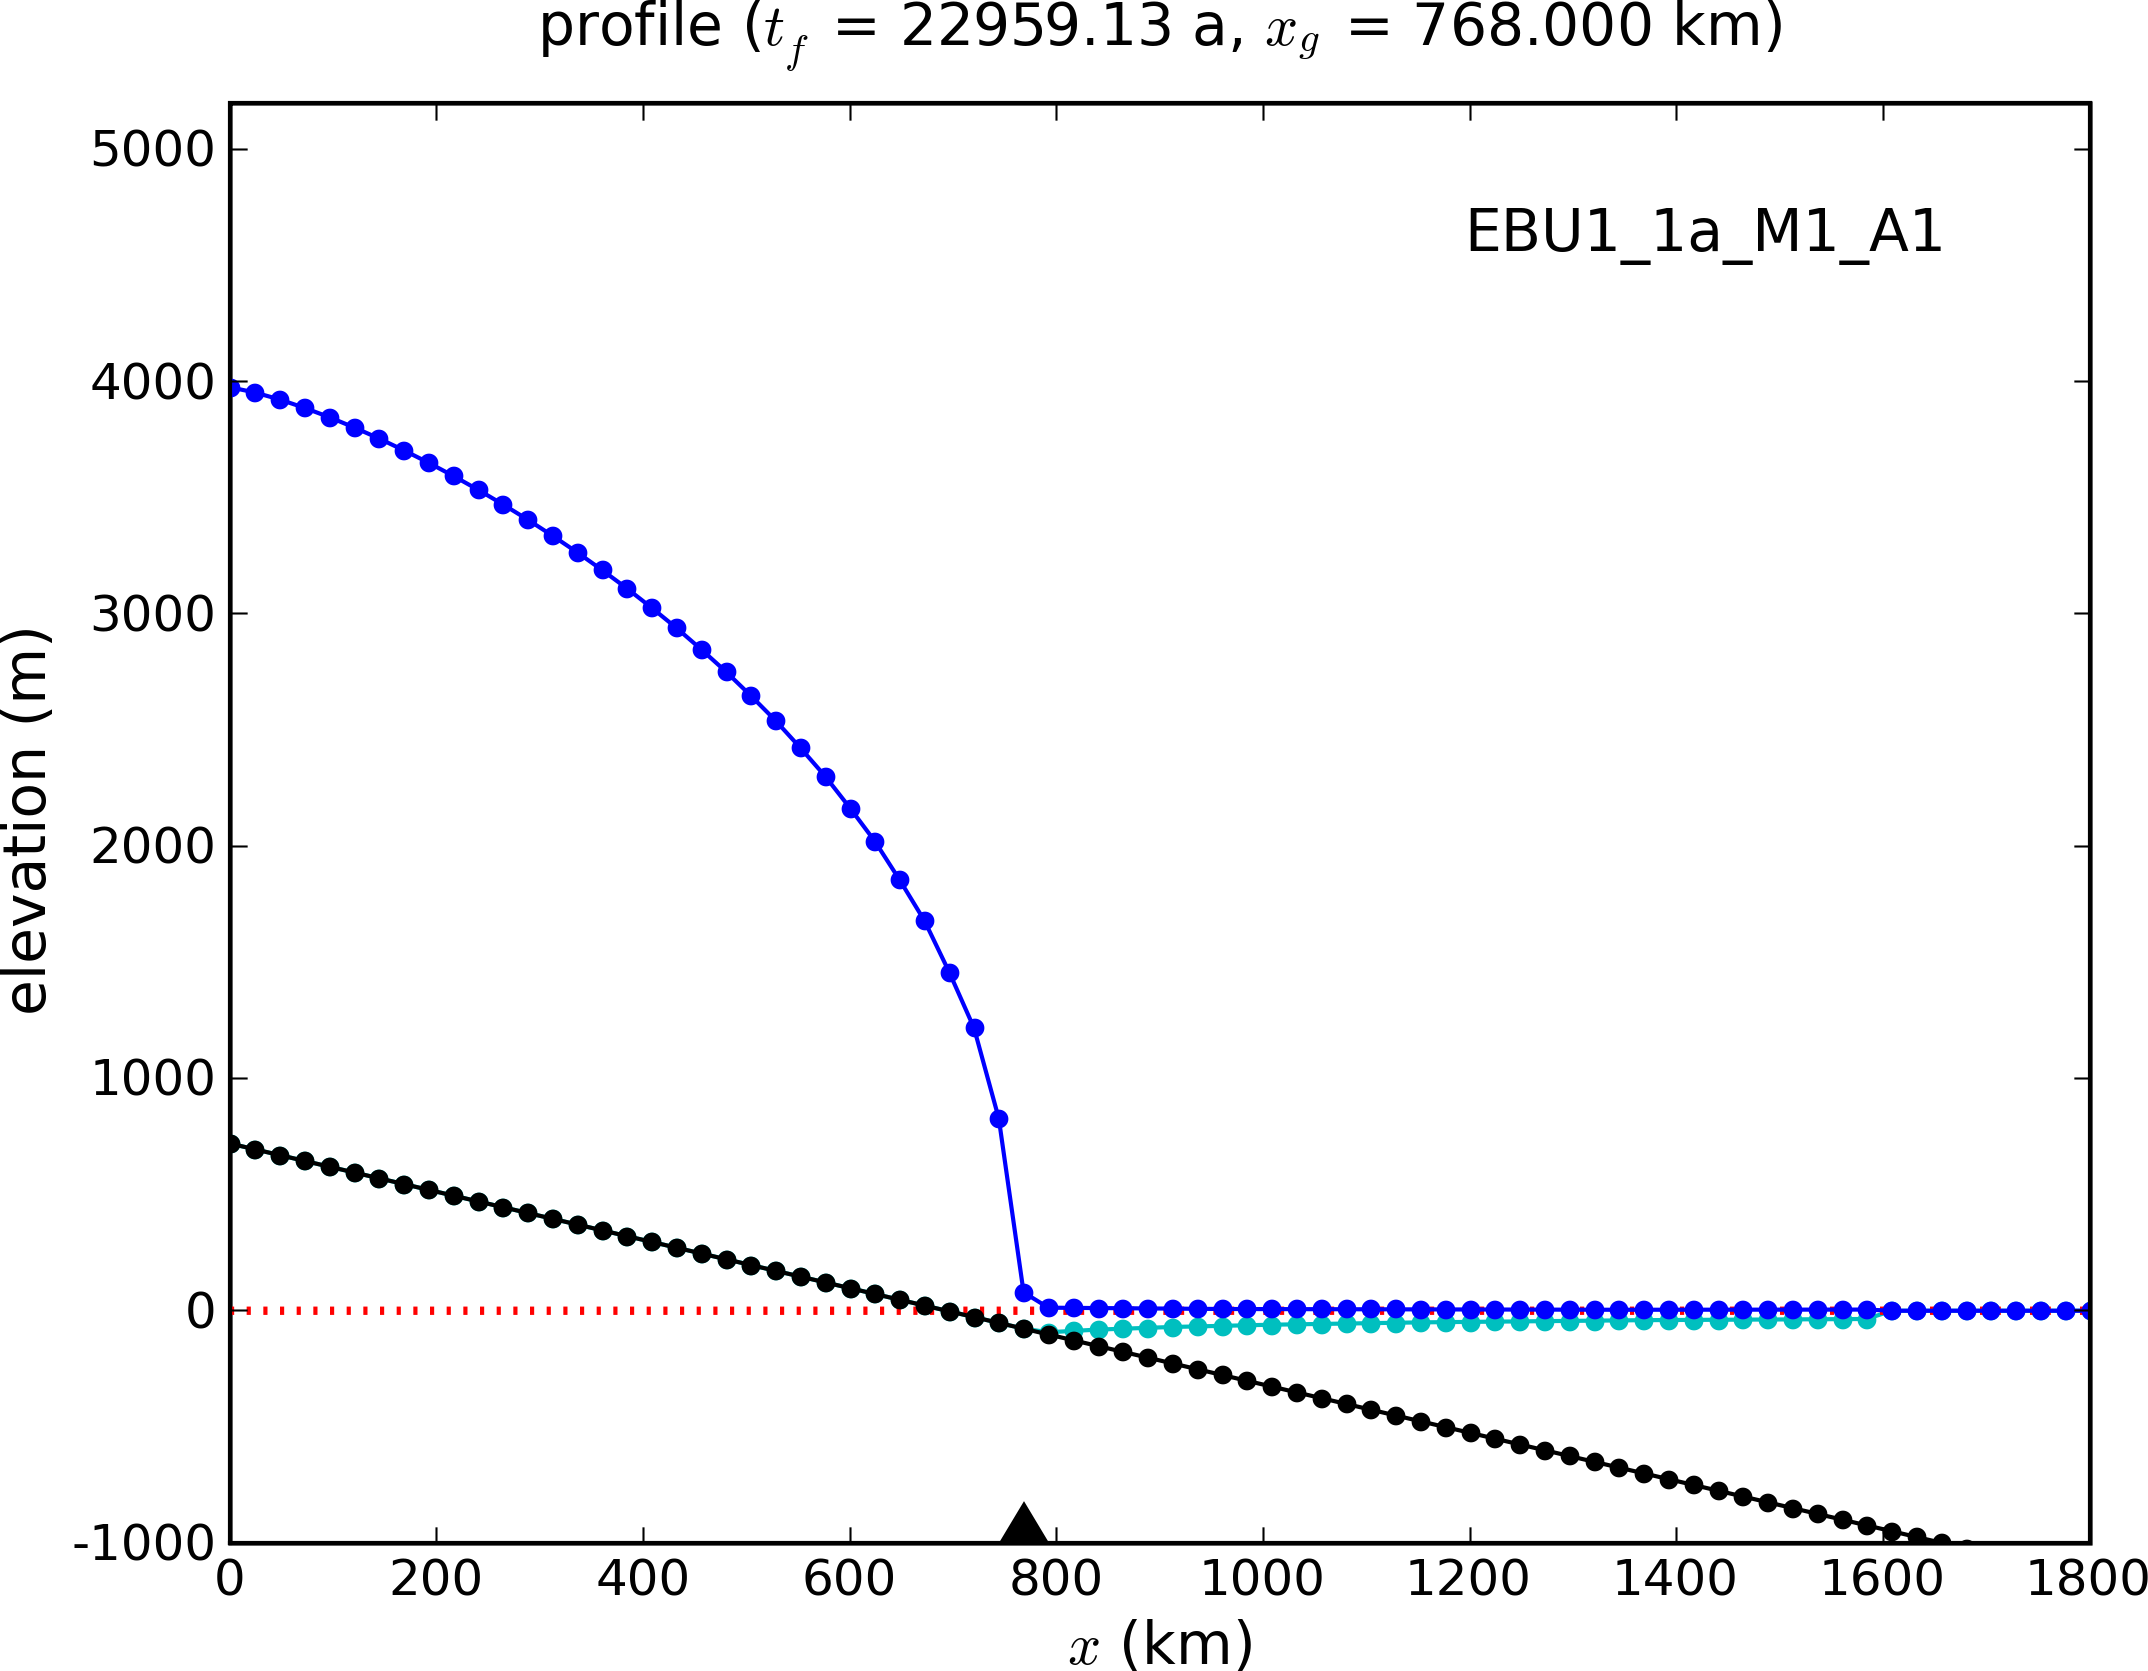 profile (t_f = 22959.13 a, x_g = 768.000 km)
EBU1_1a_M1_A1
elevation (m)
5000
4000
3000
2000
1000
0
-1000
0 200 400 600 800 1000 1200 1400 1600 1800
x (km)